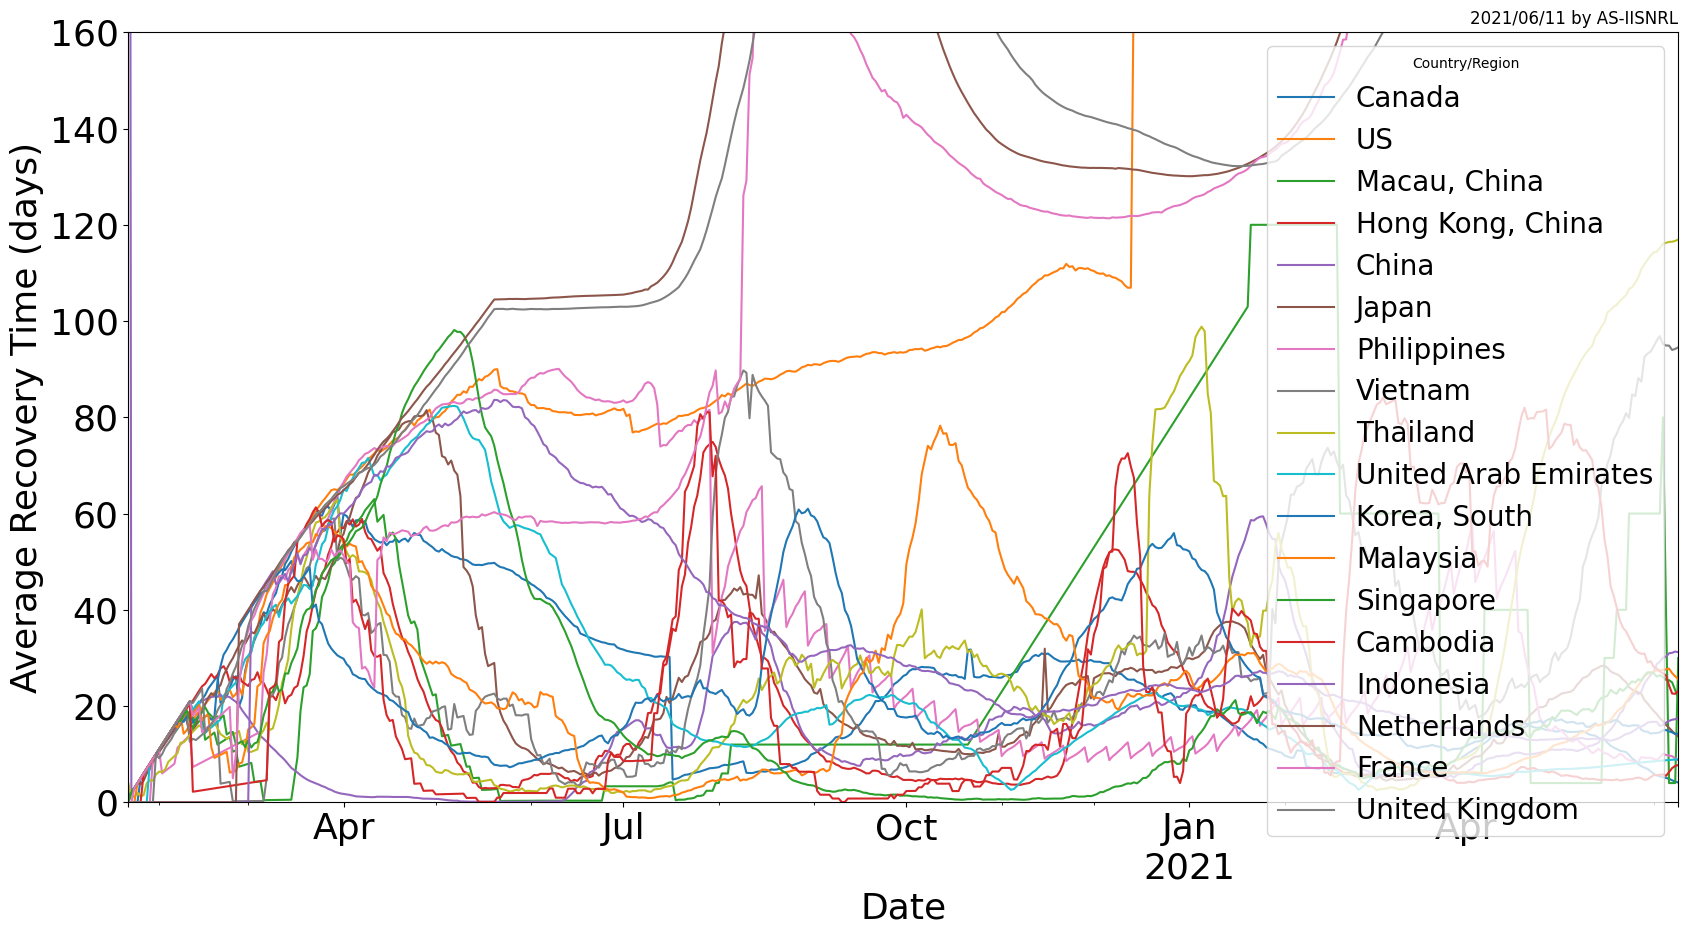 2021/06/11 by AS-IISNRL
160
140
120
100
80
60
40
20
0
Average Recovery Time (days)
Country/Region
Canada
US
Macau, China
Hong Kong, China
China
Japan
Philippines
Vietnam
Thailand
United Arab Emirates
Korea, South
Malaysia
Singapore
Cambodia
Indonesia
Netherlands
France
United Kingdom
Apr Jul Oct Jan Apr
2021
Date